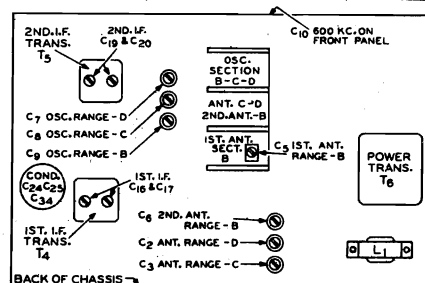 2ND. I.F.
TRANS.
T5
2ND. I.F.
C19 & C20
C10 600 KC. ON
FRONT PANEL
OSC.
SECTION
B-C-D
ANT. C-D
2ND. ANT.-B
1ST. ANT.
SECT.
B
C7 OSC. RANGE-D
C8 OSC. RANGE-C
C9 OSC. RANGE-B
C5 1ST. ANT.
RANGE-B
POWER
TRANS.
T6
COND.
C24 C25
C34
1ST. I.F.
C16 & C17
1ST. I.F.
TRANS.
T4
C6 2ND. ANT.
RANGE-B
C2 ANT. RANGE-D
C3 ANT. RANGE-C
L1
BACK OF CHASSIS